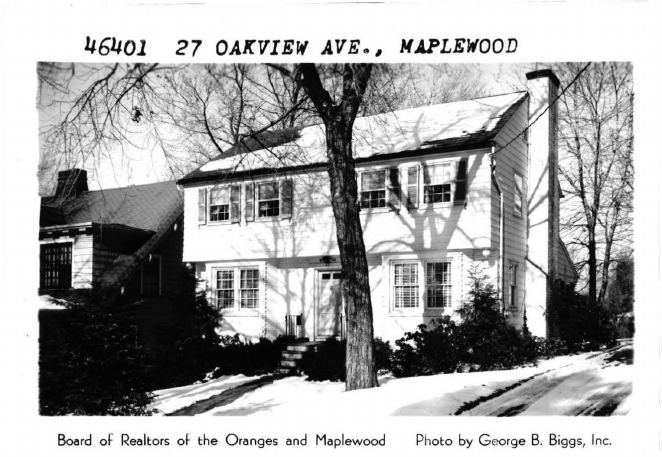 46401 27 OAKVIEW AVE., MAPLEWOOD
Board of Realtors of the Oranges and Maplewood Photo by George B. Biggs, Inc.